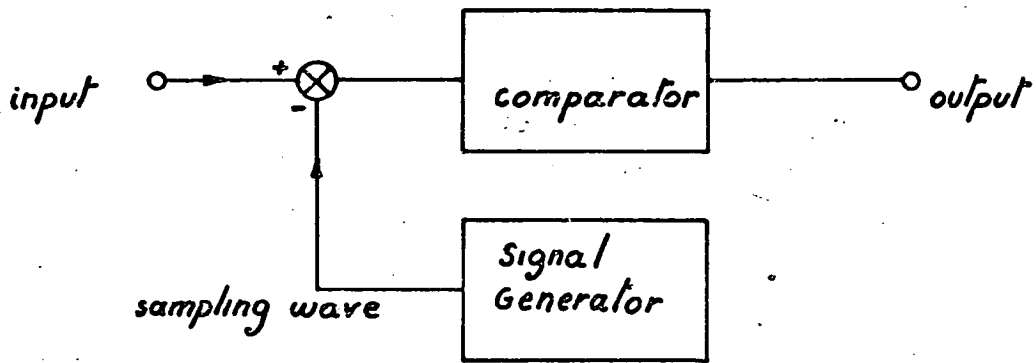 input
+
-
comparator
output
Signal
Generator
sampling wave